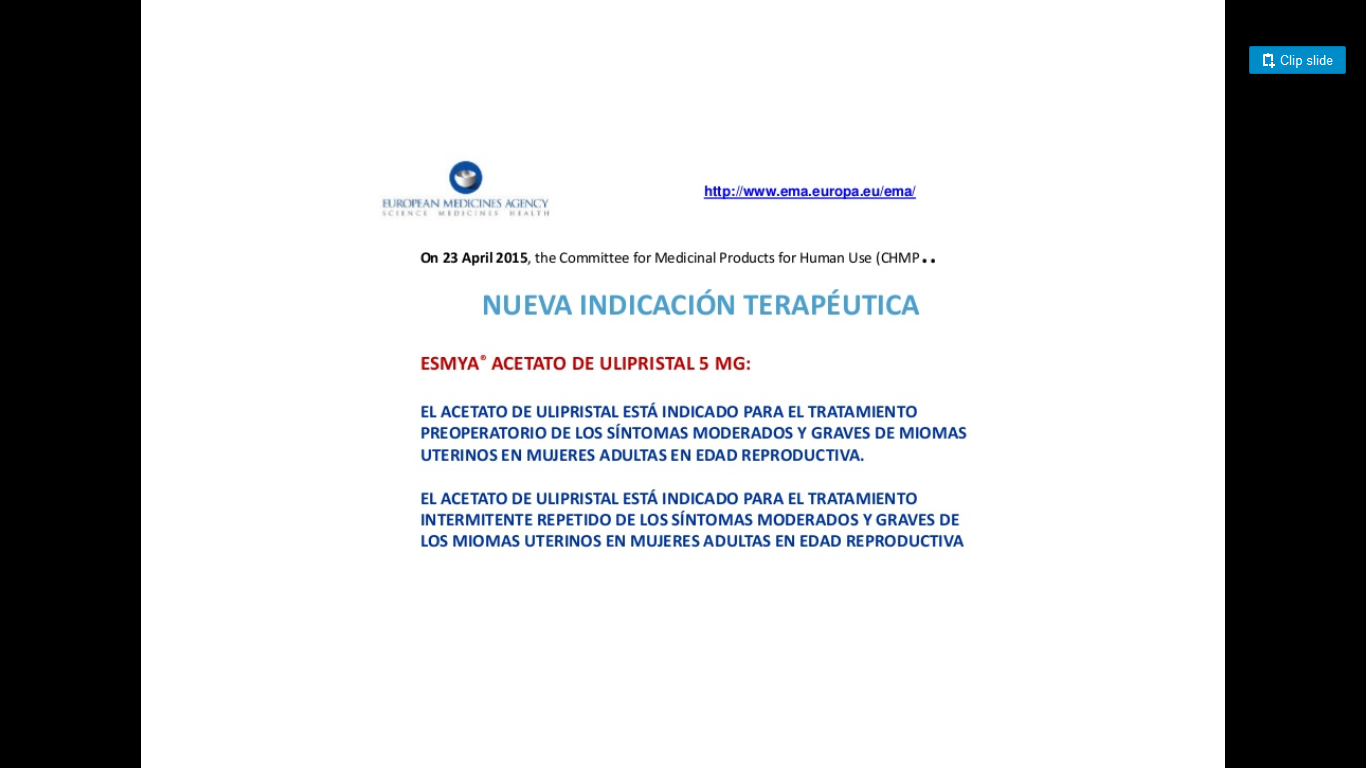 Clip slide
EUROPEAN MEDICINES AGENCY
SCIENCE MEDICINES HEALTH
http://www.ema.europa.eu/ema/
On 23 April 2015, the Committee for Medicinal Products for Human Use (CHMP..
NUEVA INDICACIÓN TERAPÉUTICA
ESMYA® ACETATO DE ULIPRISTAL 5 MG:
EL ACETATO DE ULIPRISTAL ESTÁ INDICADO PARA EL TRATAMIENTO
PREOPERATORIO DE LOS SÍNTOMAS MODERADOS Y GRAVES DE MIOMAS
UTERINOS EN MUJERES ADULTAS EN EDAD REPRODUCTIVA.
EL ACETATO DE ULIPRISTAL ESTÁ INDICADO PARA EL TRATAMIENTO
INTERMITENTE REPETIDO DE LOS SÍNTOMAS MODERADOS Y GRAVES DE
LOS MIOMAS UTERINOS EN MUJERES ADULTAS EN EDAD REPRODUCTIVA